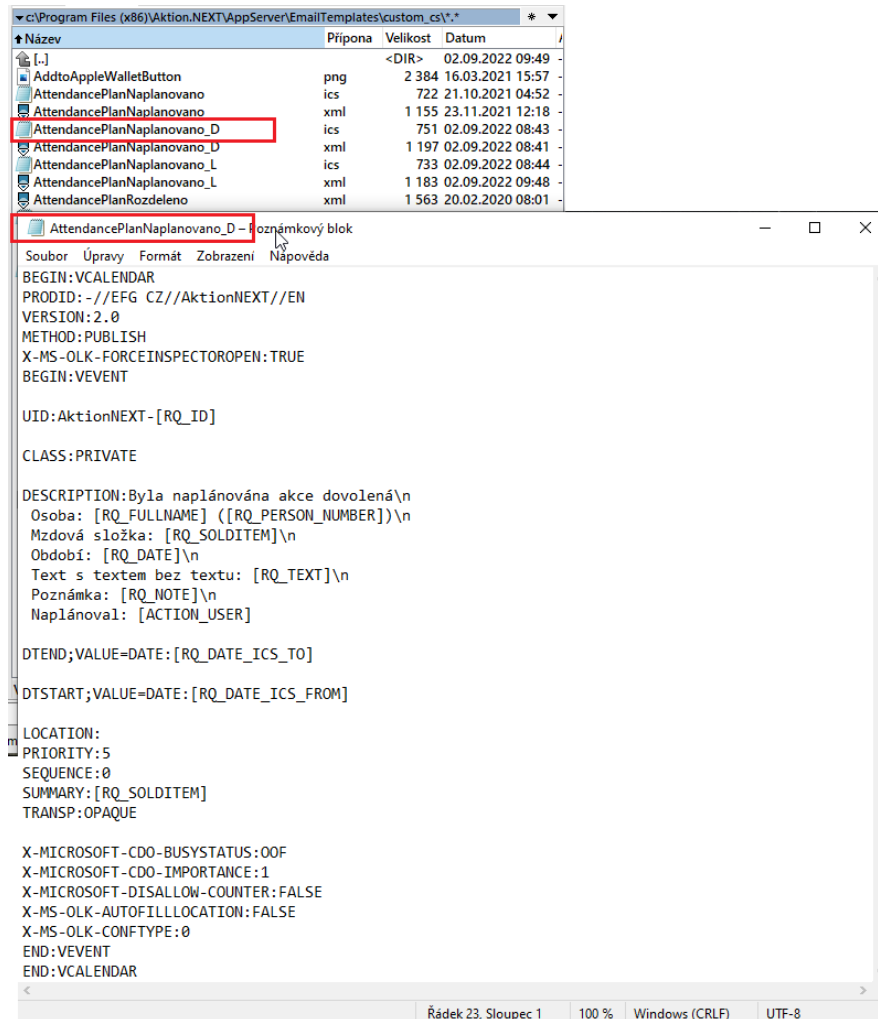 c:\Program Files (x86)\Aktion.NEXT\AppServer\EmailTemplates\custom_cs\*.* * 
Název Přípona Velikost Datum
[..] <DIR> 02.09.2022 09:49 -
AddtoAppleWalletButton png 2 384 16.03.2021 15:57 -
AttendancePlanNaplanovano ics 722 21.10.2021 04:52 -
AttendancePlanNaplanovano xml 1 155 23.11.2021 12:18 -
AttendancePlanNaplanovano_D ics 751 02.09.2022 08:43 -
AttendancePlanNaplanovano_D xml 1 197 02.09.2022 08:41 -
AttendancePlanNaplanovano_L ics 733 02.09.2022 08:44 -
AttendancePlanNaplanovano_L xml 1 183 02.09.2022 09:48 -
AttendancePlanRozdeleno xml 1 563 20.02.2020 08:01 -
AttendancePlanNaplanovano_D – Poznámkový blok
Soubor Úpravy Formát Zobrazení Nápověda
BEGIN:VCALENDAR
PRODID:-//EFG CZ//AktionNEXT//EN
VERSION:2.0
METHOD:PUBLISH
X-MS-OLK-FORCEINSPECTOROPEN:TRUE
BEGIN:VEVENT
UID:AktionNEXT-[RQ_ID]
CLASS:PRIVATE
DESCRIPTION:Byla naplánována akce dovolená\n
Osoba: [RQ_FULLNAME] ([RQ_PERSON_NUMBER])\n
Mzdová složka: [RQ_SOLDITEM]\n
Období: [RQ_DATE]\n
Text s textem bez textu: [RQ_TEXT]\n
Poznámka: [RQ_NOTE]\n
Naplánoval: [ACTION_USER]
DTEND;VALUE=DATE:[RQ_DATE_ICS_TO]
DTSTART;VALUE=DATE:[RQ_DATE_ICS_FROM]
LOCATION:
PRIORITY:5
SEQUENCE:0
SUMMARY:[RQ_SOLDITEM]
TRANSP:OPAQUE
X-MICROSOFT-CDO-BUSYSTATUS:OOF
X-MICROSOFT-CDO-IMPORTANCE:1
X-MICROSOFT-DISALLOW-COUNTER:FALSE
X-MS-OLK-AUTOFILLLOCATION:FALSE
X-MS-OLK-CONFTYPE:0
END:VEVENT
END:VCALENDAR
Řádek 23, Sloupec 1 100 % Windows (CRLF) UTF-8